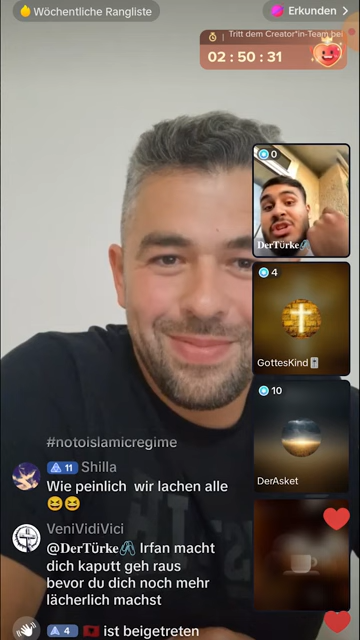 Wöchentliche Rangliste
Erkunden >
Tritt dem Creator*in-Team bei
02 : 50 : 31
0
DerTürke
4
GottesKind
10
DerAsket
#notoislamicregime
11 Shilla
Wie peinlich wir lachen alle
😆😆
VeniVidiVici
@DerTürke Irfan macht
dich kaputt geh raus
bevor du dich noch mehr
lächerlich machst
4 ist beigetreten